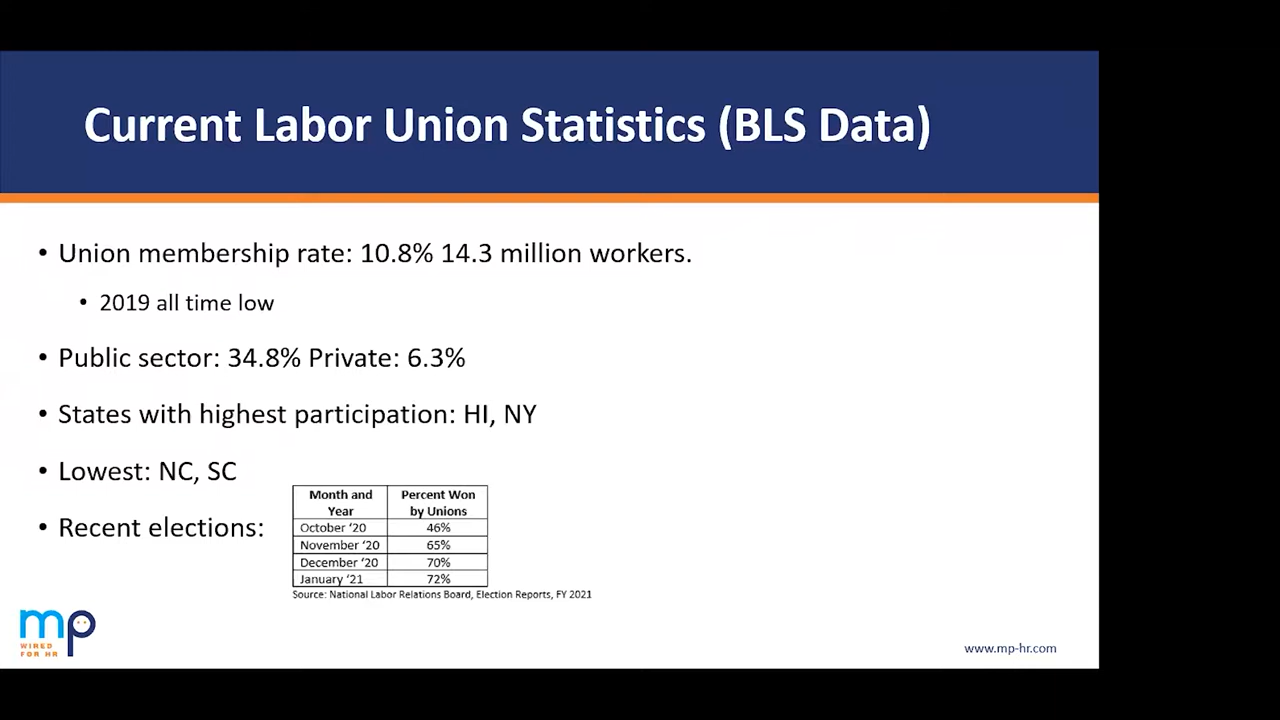 Current Labor Union Statistics (BLS Data)
• Union membership rate: 10.8% 14.3 million workers.
• 2019 all time low
• Public sector: 34.8% Private: 6.3%
• States with highest participation: HI, NY
• Lowest: NC, SC
• Recent elections:
Month and Year Percent Won by Unions
October ‘20 46%
November ‘20 65%
December ‘20 70%
January ‘21 72%
Source: National Labor Relations Board, Election Reports, FY 2021
mp
WIRED
FOR HR
www.mp-hr.com